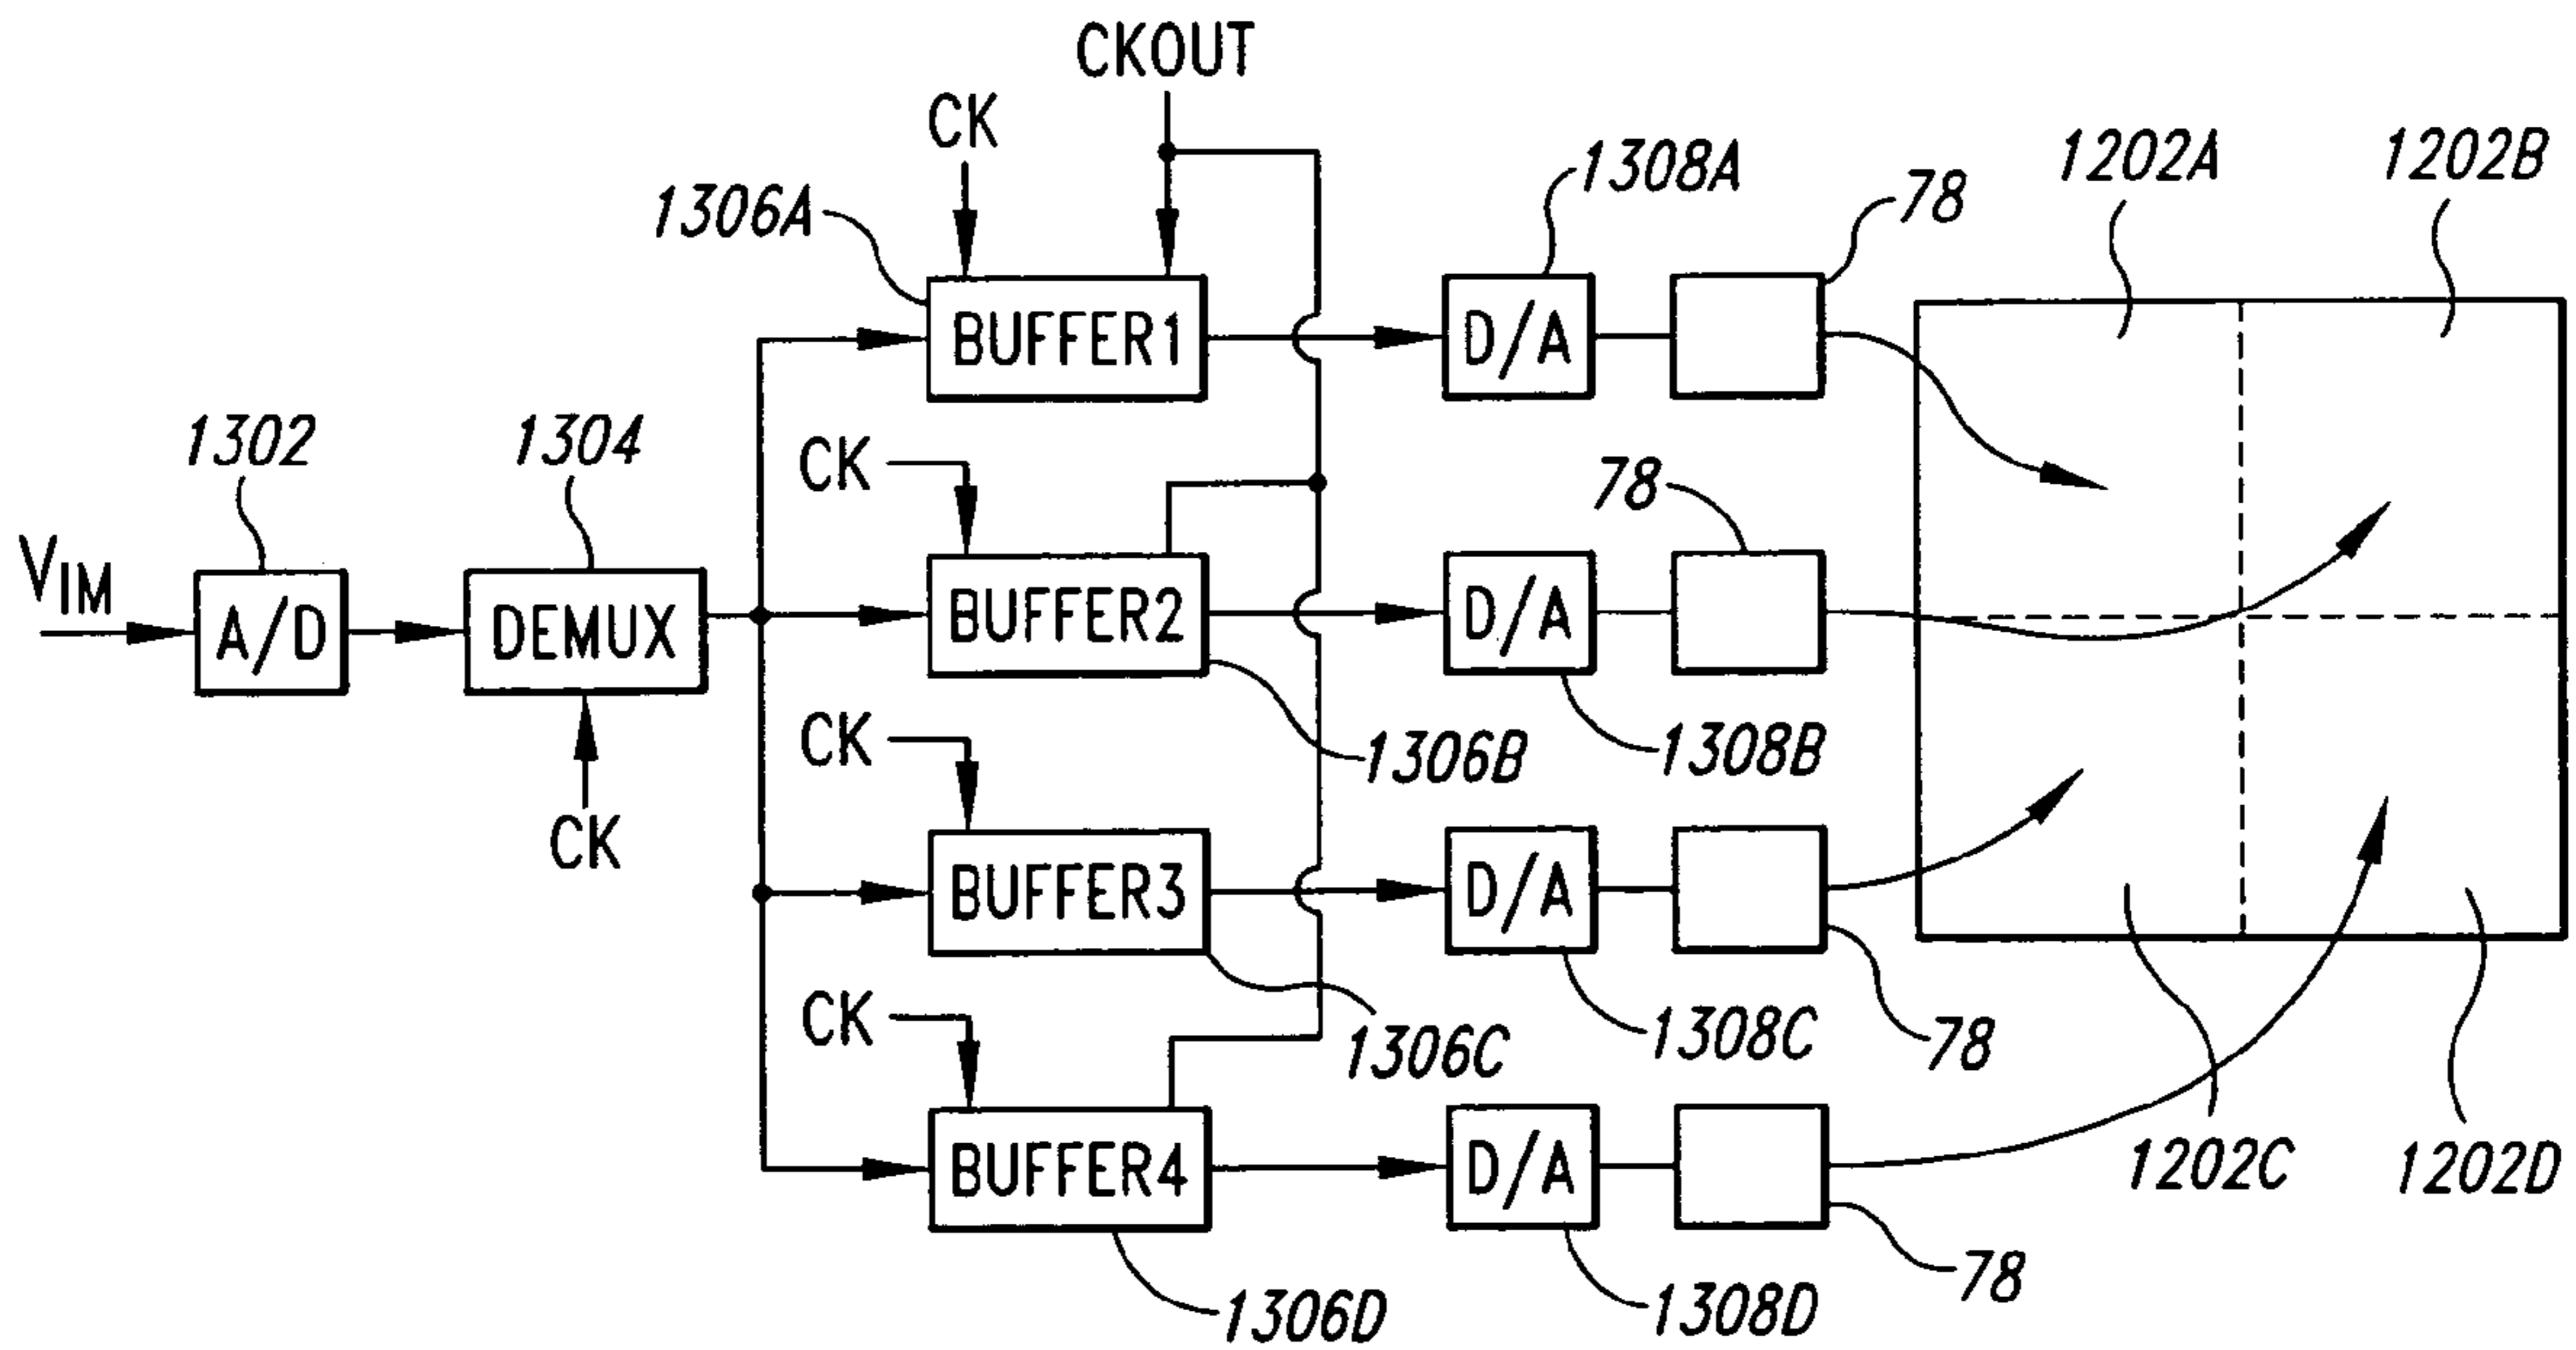 CKOUT
CK
1306A
1308A
78
1202A
1202B
BUFFER1
D/A
1302
1304
CK
78
VIM
A/D
DEMUX
BUFFER2
D/A
CK
1306B
1308B
CK
BUFFER3
D/A
CK
1306C
1308C
78
BUFFER4
D/A
1202C
1202D
78
1306D
1308D